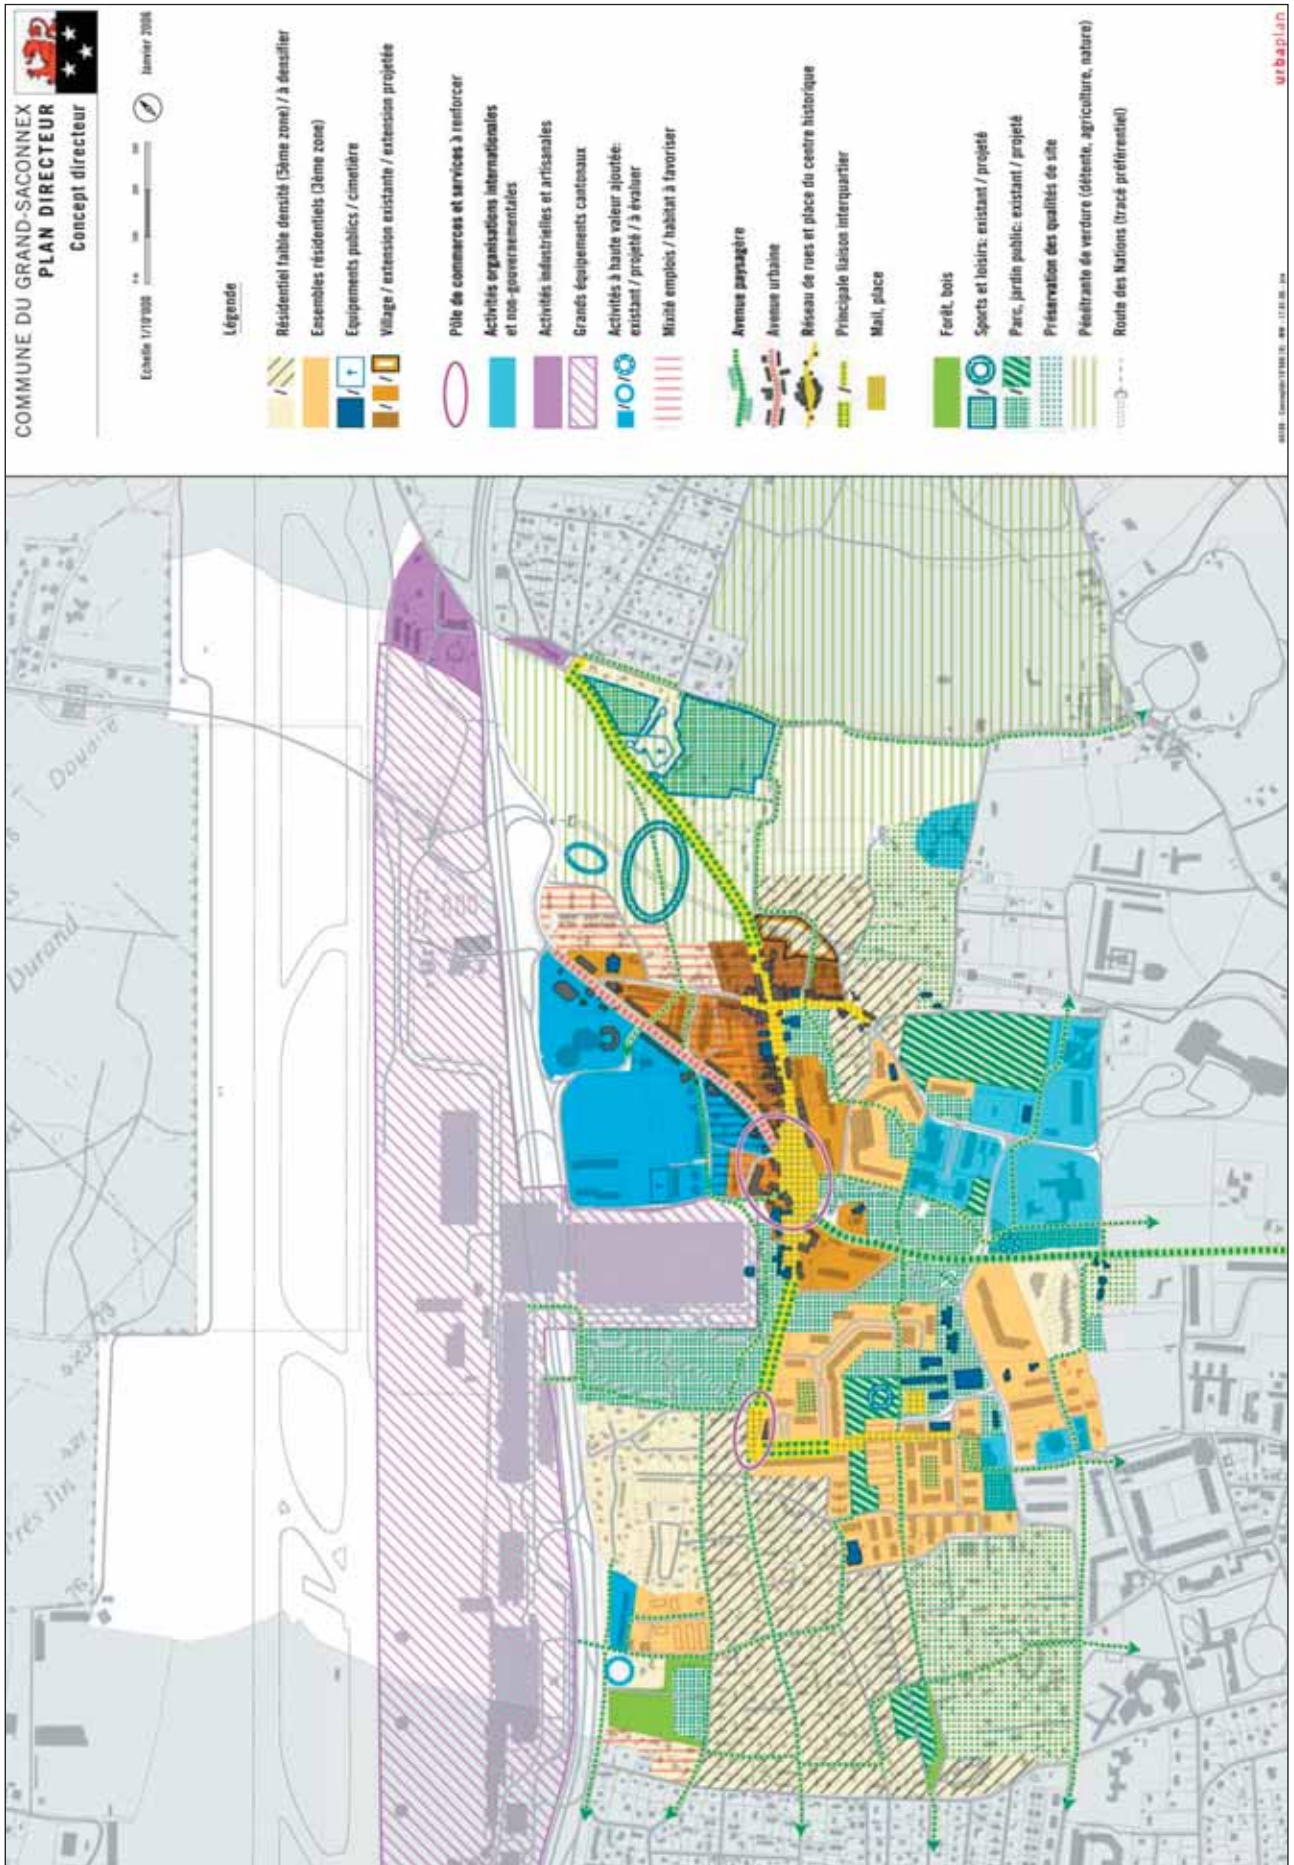 COMMUNE DU GRAND-SACONNEX
PLAN DIRECTEUR
Concept directeur
Echelle 1/10'000
Janvier 2006
Légende
Résidentiel faible densité (5ème zone) / à densifier
Ensembles résidentiels (3ème zone)
Equipements publics / cimetière
Village / extension existante / extension projetée
Pôle de commerces et services à renforcer
Activités organisations internationales
et non-gouvernementales
Activités industrielles et artisanales
Grands équipements cantonaux
Activités à haute valeur ajoutée:
existant / projeté / à évaluer
Mixité emplois / habitat à favoriser
Avenue paysagère
Avenue urbaine
Réseau de rues et place du centre historique
Principale liaison interquartier
Mail, place
Forêt, bois
Sports et loisirs: existant / projeté
Parc, jardin public: existant / projeté
Préservation des qualités de site
Pénétrante de verdure (détente, agriculture, nature)
Route des Nations (tracé préférentiel)
urbaplan
Douane
Durand
Prés Jin